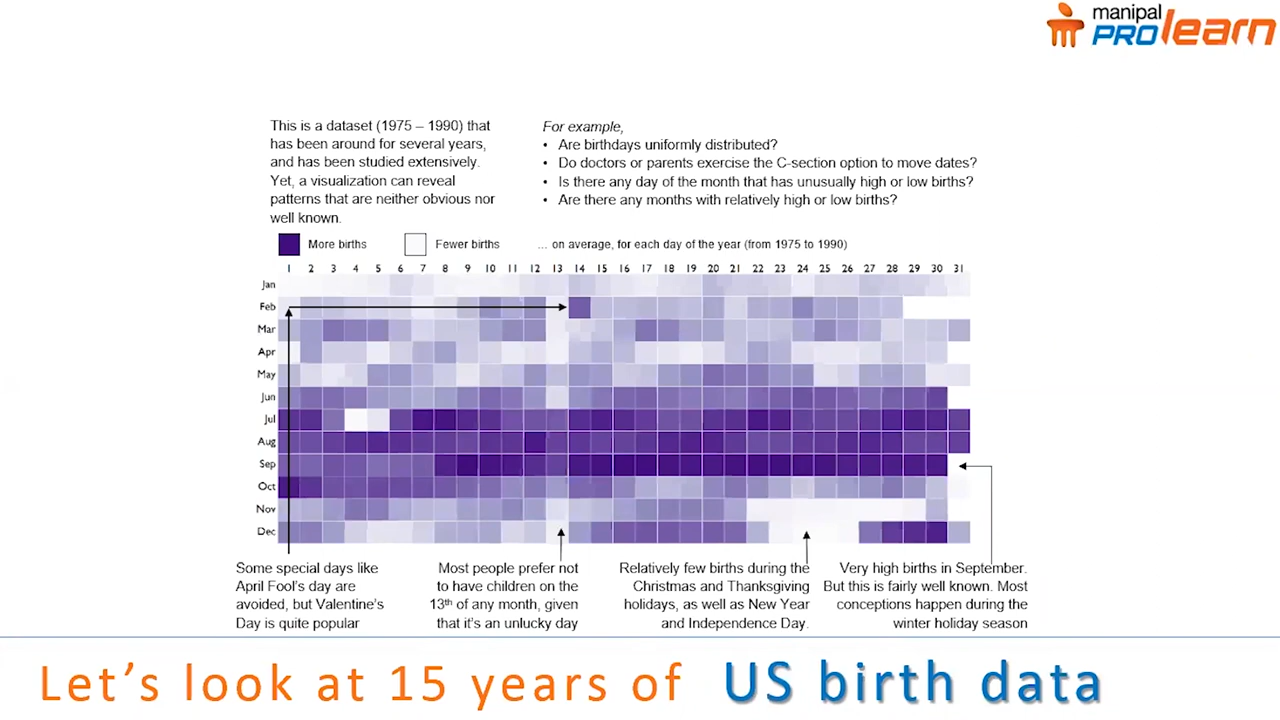 manipal
PROlearn
This is a dataset (1975 – 1990) that
has been around for several years,
and has been studied extensively.
Yet, a visualization can reveal
patterns that are neither obvious nor
well known.
For example,
• Are birthdays uniformly distributed?
• Do doctors or parents exercise the C-section option to move dates?
• Is there any day of the month that has unusually high or low births?
• Are there any months with relatively high or low births?
More births
Fewer births
... on average, for each day of the year (from 1975 to 1990)
1 2 3 4 5 6 7 8 9 10 11 12 13 14 15 16 17 18 19 20 21 22 23 24 25 26 27 28 29 30 31
Jan
Feb
Mar
Apr
May
Jun
Jul
Aug
Sep
Oct
Nov
Dec
Some special days like
April Fool's day are
avoided, but Valentine's
Day is quite popular
Most people prefer not
to have children on the
13th of any month, given
that it's an unlucky day
Relatively few births during the
Christmas and Thanksgiving
holidays, as well as New Year
and Independence Day.
Very high births in September.
But this is fairly well known. Most
conceptions happen during the
winter holiday season
Let's look at 15 years of US birth data